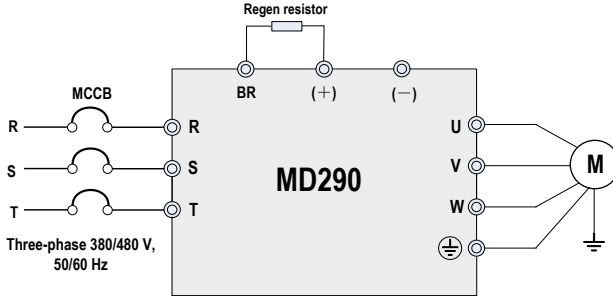 Regen resistor
BR
(+)
(−)
MCCB
R
R
S
S
T
T
MD290
U
V
W
M
Three-phase 380/480 V,
50/60 Hz